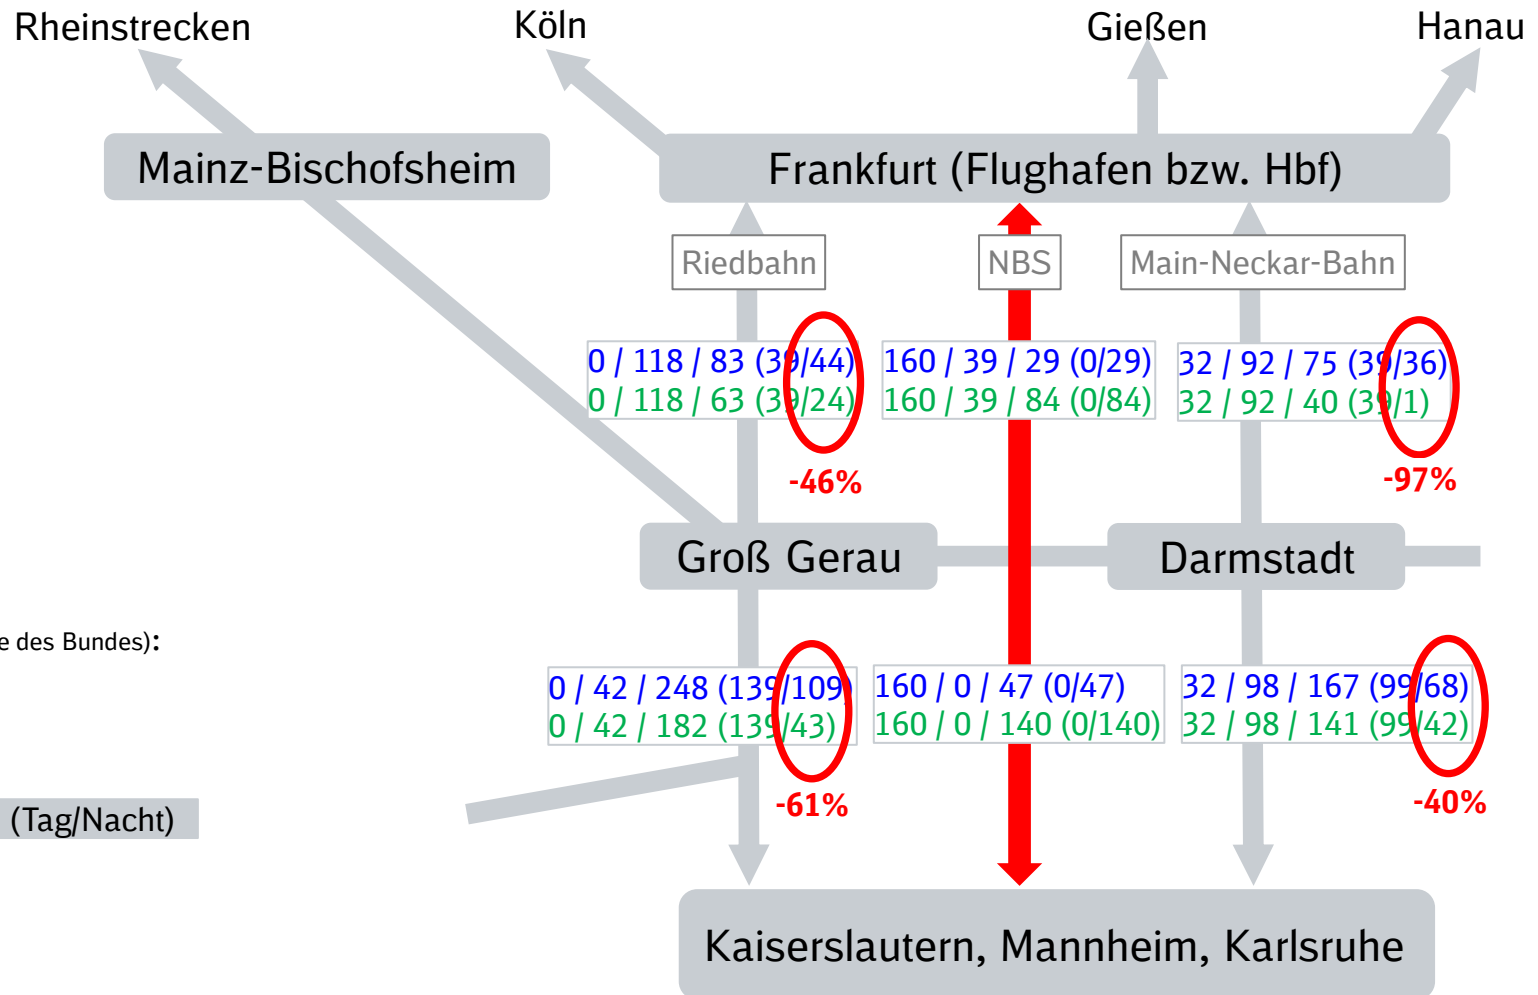 Rheinstrecken
Köln
Gießen
Hanau
Mainz-Bischofsheim
Frankfurt (Flughafen bzw. Hbf)
Riedbahn
NBS
Main-Neckar-Bahn
0 / 118 / 83 (39/44)
0 / 118 / 63 (39/24)
-46%
160 / 39 / 29 (0/29)
160 / 39 / 84 (0/84)
32 / 92 / 75 (39/36)
32 / 92 / 40 (39/1)
-97%
Groß Gerau
Darmstadt
e des Bundes):
0 / 42 / 248 (139/109)
0 / 42 / 182 (139/43)
-61%
160 / 0 / 47 (0/47)
160 / 0 / 140 (0/140)
32 / 98 / 167 (99/68)
32 / 98 / 141 (99/42)
-40%
(Tag/Nacht)
Kaiserslautern, Mannheim, Karlsruhe